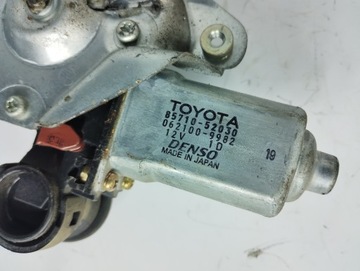 TOYOTA
85710-52030
062100-9982
12V 1D
DENSO
MADE IN JAPAN
19